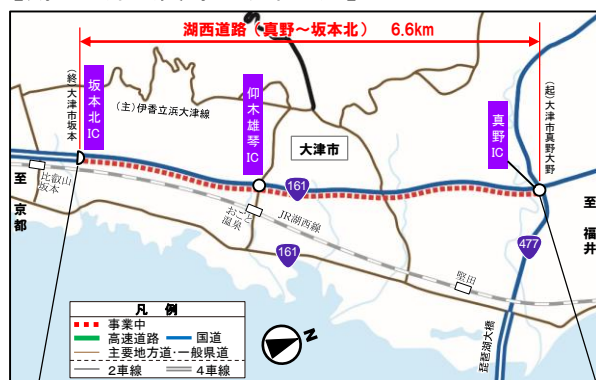 湖西道路（真野～坂本北） 6.6km
(終)大津市坂本
坂本北IC
(主)伊香立浜大津線
仰木雄琴IC
大津市
真野IC
(起)大津市真野大野
161
比叡山坂本
至 京都
おごと温泉
JR湖西線
161
堅田
477
至 福井
琵琶湖大橋
N
凡 例
事業中
高速道路 国道
主要地方道・一般県道
2車線 4車線